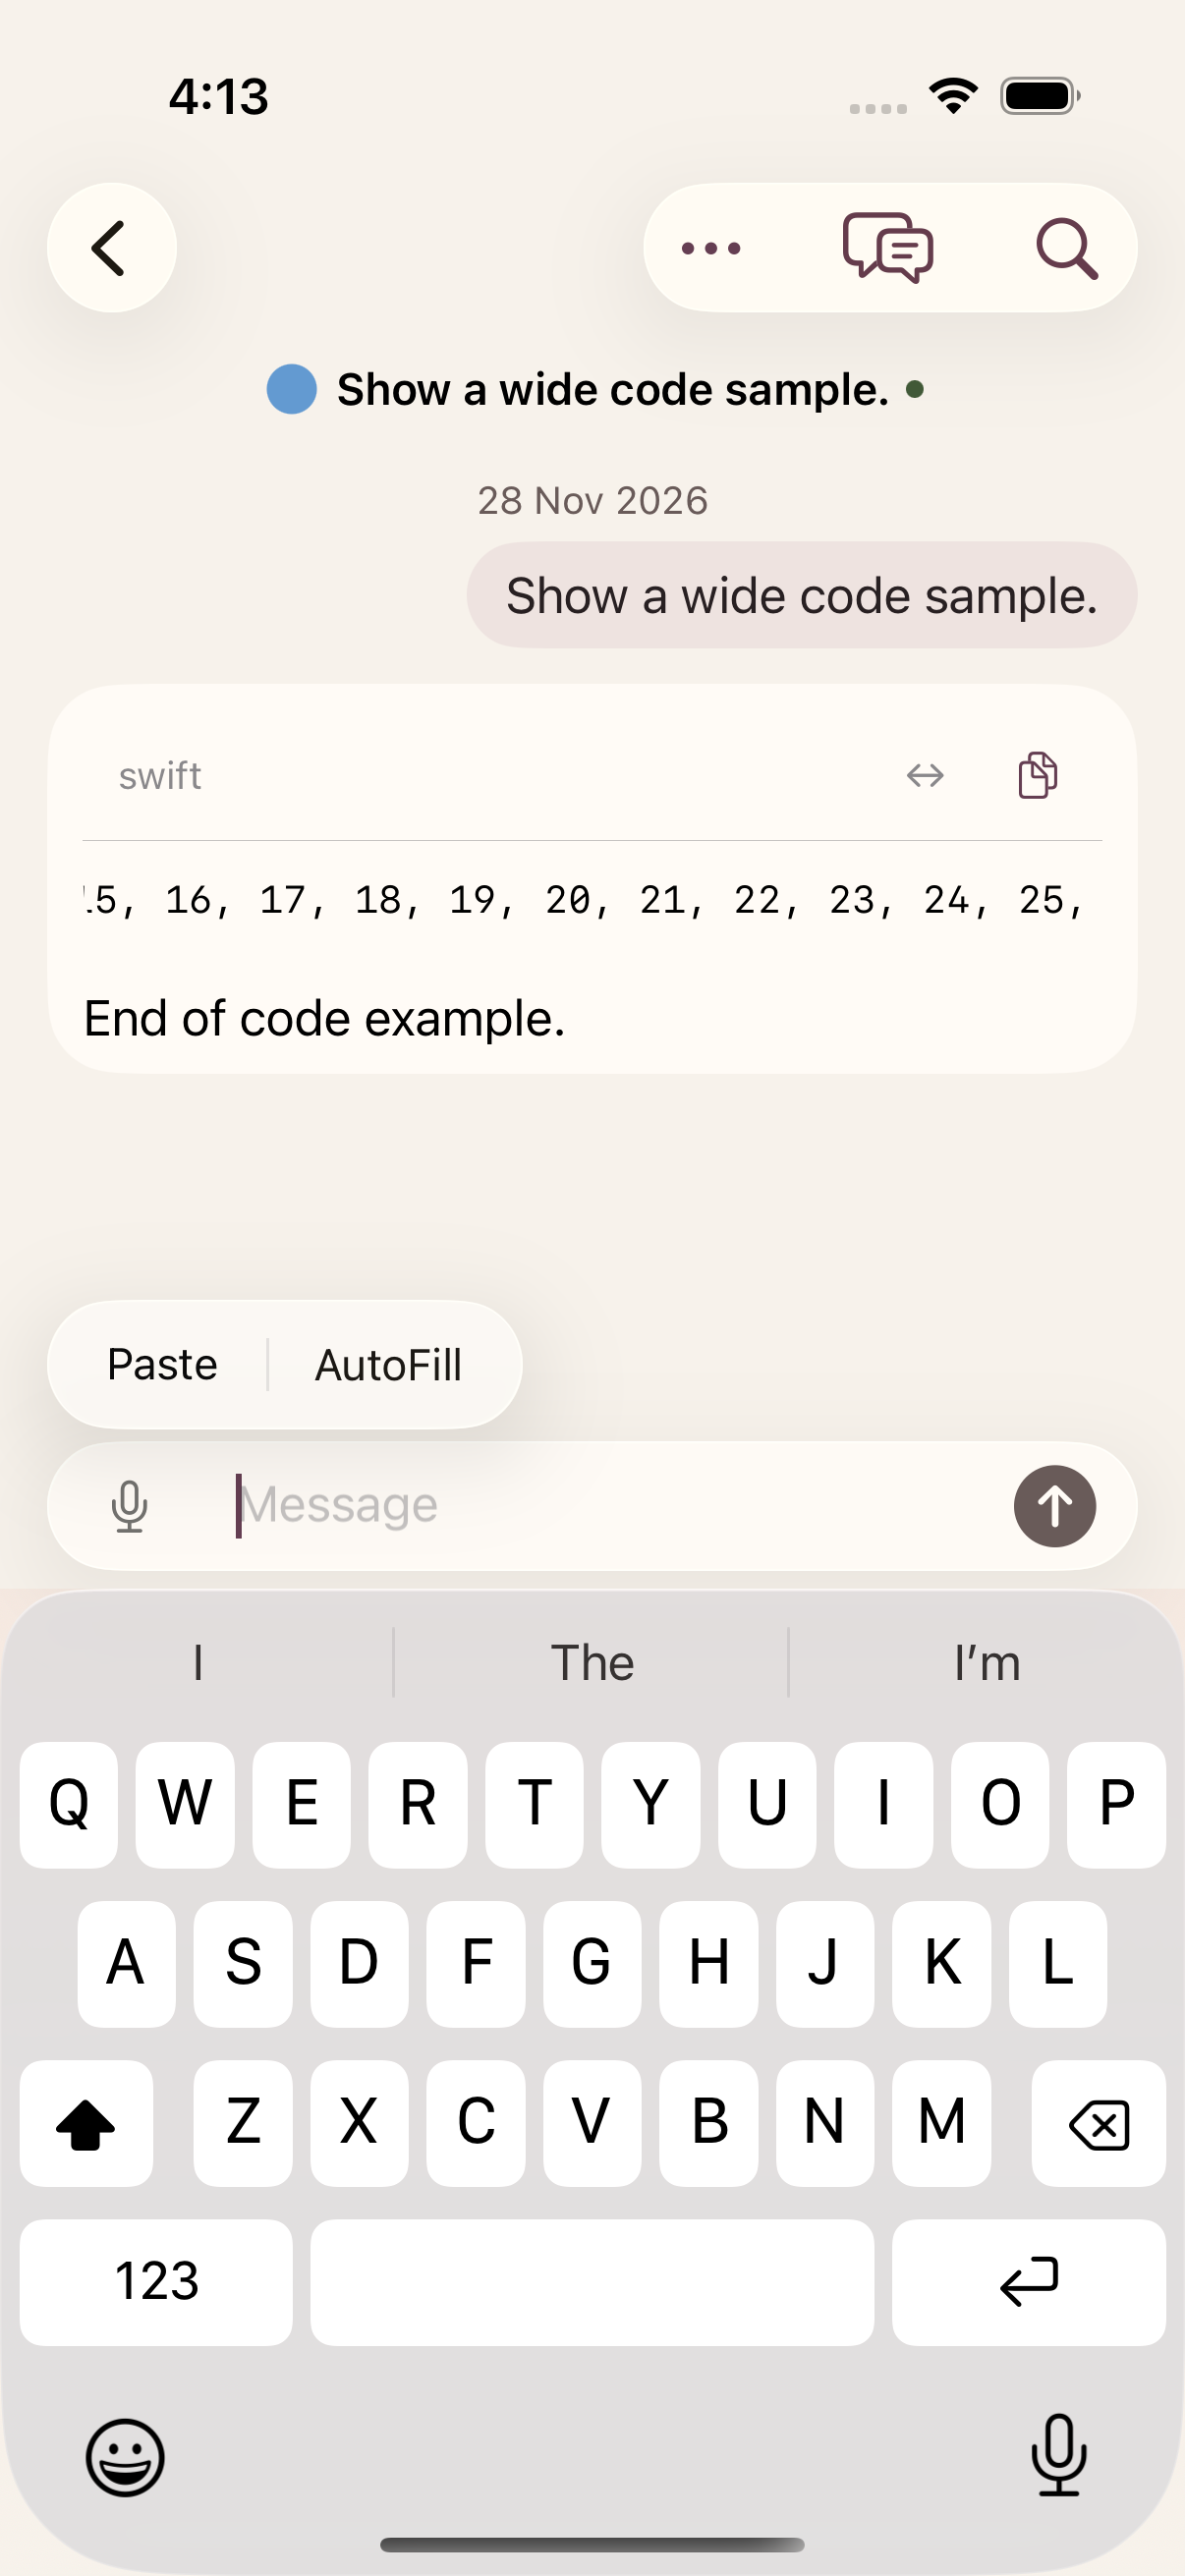 4:13
Show a wide code sample.
28 Nov 2026
Show a wide code sample.
swift
15, 16, 17, 18, 19, 20, 21, 22, 23, 24, 25,
End of code example.
Paste AutoFill
Message
I The I’m
Q W E R T Y U I O P
A S D F G H J K L
Z X C V B N M
123